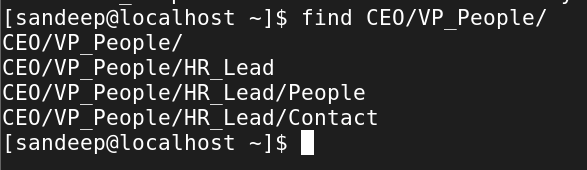 [sandeep@localhost ~]$ find CEO/VP_People/
CEO/VP_People/
CEO/VP_People/HR_Lead
CEO/VP_People/HR_Lead/People
CEO/VP_People/HR_Lead/Contact
[sandeep@localhost ~]$